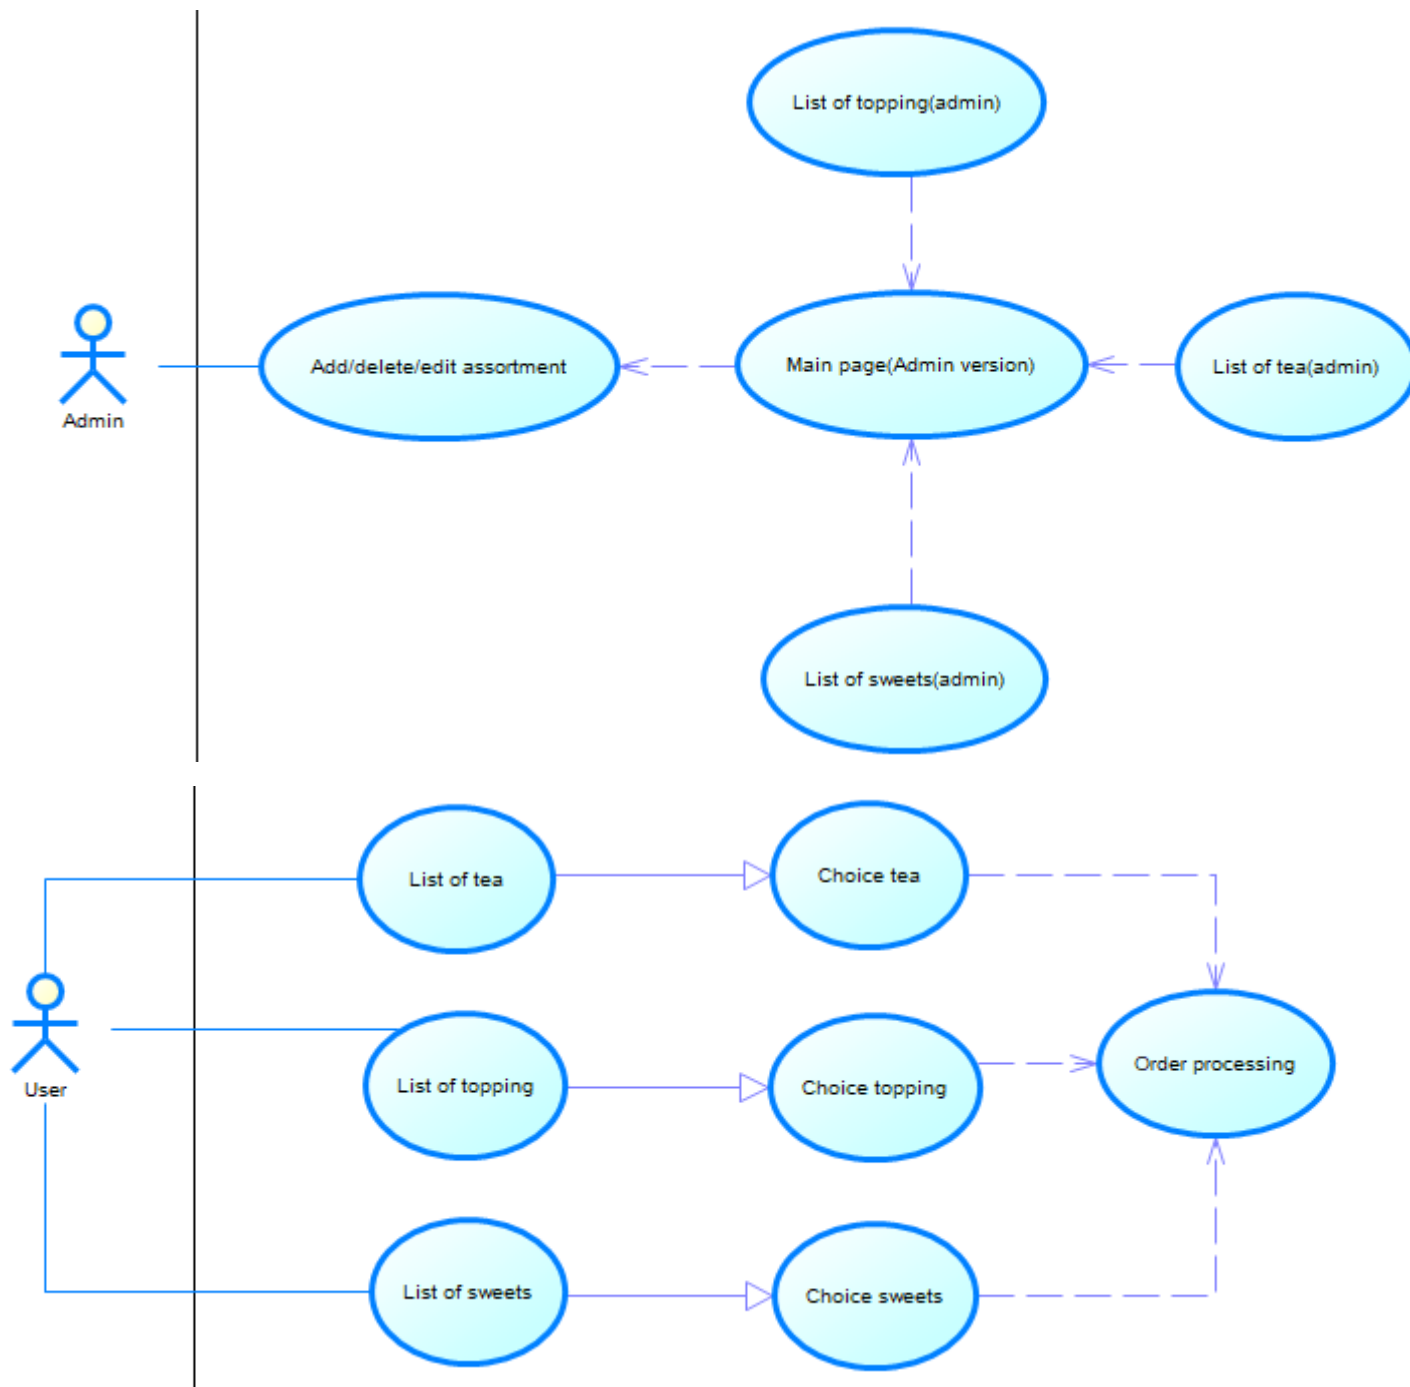 List of topping(admin)
Admin
Add/delete/edit assortment
Main page(Admin version)
List of tea(admin)
List of sweets(admin)
List of tea
Choice tea
User
List of topping
Choice topping
Order processing
List of sweets
Choice sweets